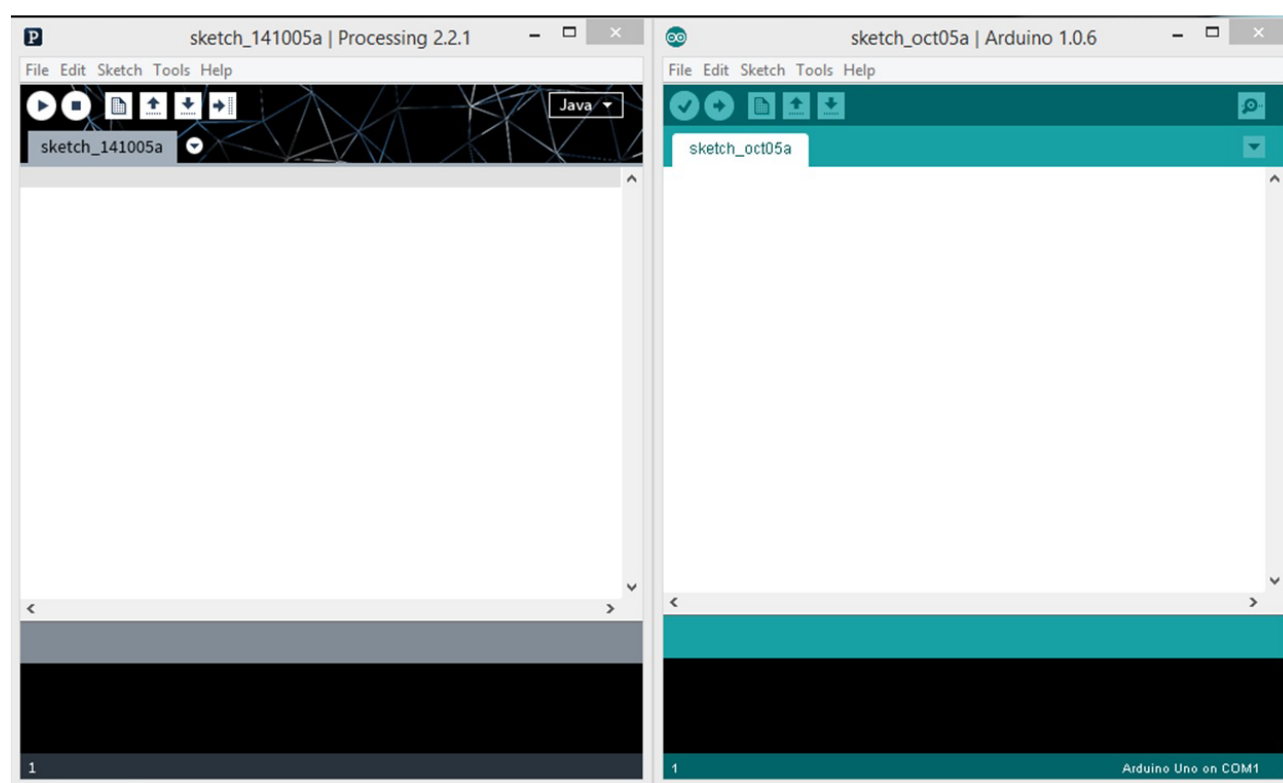 P
sketch_141005a | Processing 2.2.1
File Edit Sketch Tools Help
Java
sketch_141005a
1
sketch_oct05a | Arduino 1.0.6
File Edit Sketch Tools Help
sketch_oct05a
1
Arduino Uno on COM1